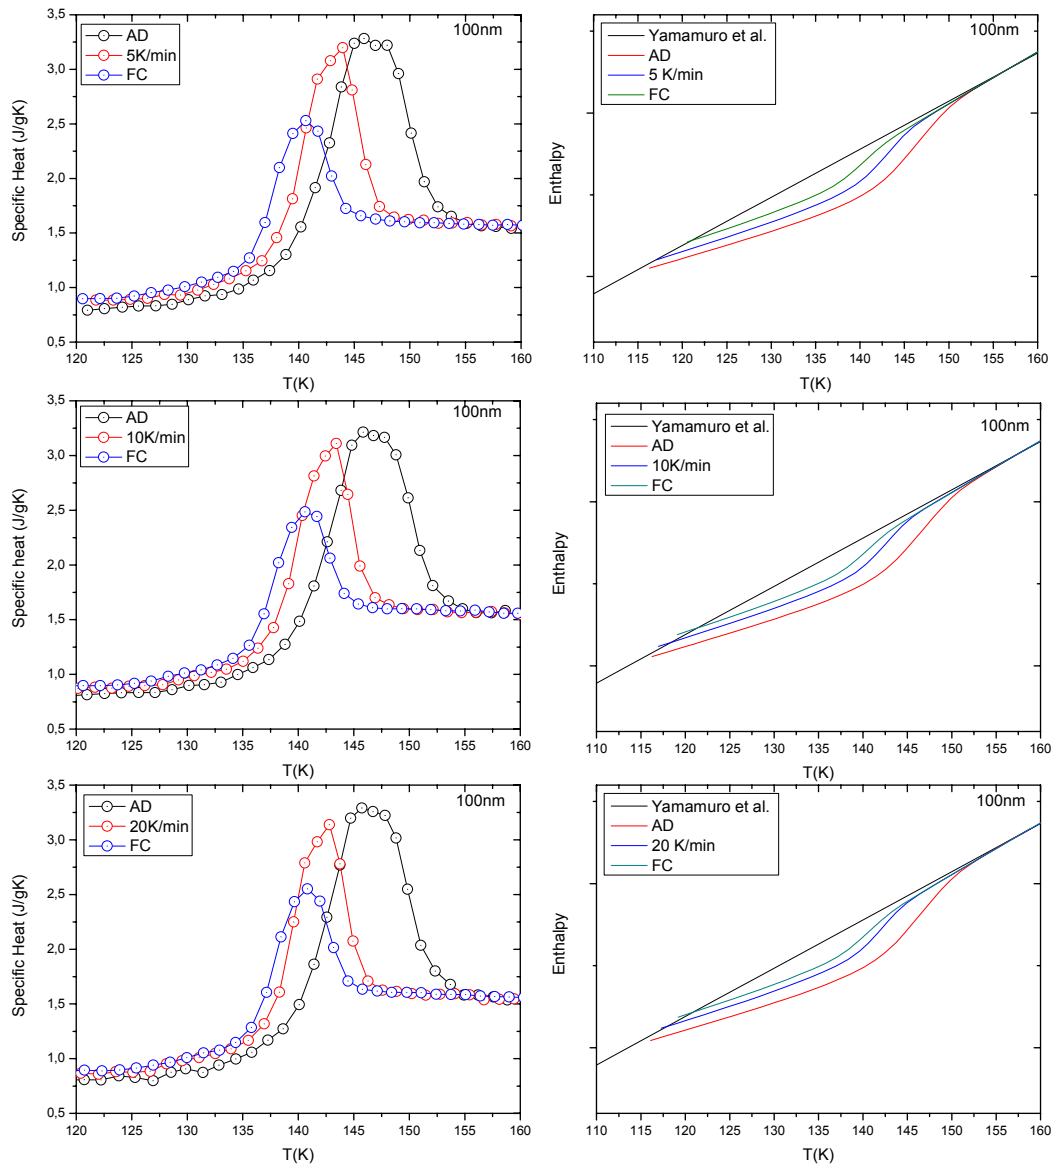 AD
5K/min
FC
100nm
Specific Heat (J/gK)
3,5
3,0
2,5
2,0
1,5
1,0
0,5
120 125 130 135 140 145 150 155 160
T(K)
Yamamuro et al.
AD
5 K/min
FC
100nm
Enthalpy
110 115 120 125 130 135 140 145 150 155 160
T(K)
AD
10K/min
FC
100nm
Specific heat (J/gK)
3,5
3,0
2,5
2,0
1,5
1,0
0,5
120 125 130 135 140 145 150 155 160
T(K)
Yamamuro et al.
AD
10K/min
FC
100nm
Enthalpy
110 115 120 125 130 135 140 145 150 155 160
T(K)
AD
20K/min
FC
100nm
Specific Heat (J/gK)
3,5
3,0
2,5
2,0
1,5
1,0
0,5
120 125 130 135 140 145 150 155 160
T(K)
Yamamuro et al.
AD
20 K/min
FC
100nm
Enthalpy
110 115 120 125 130 135 140 145 150 155 160
T(K)